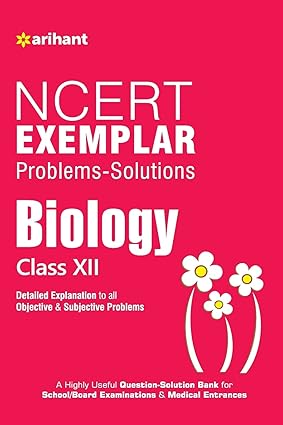 arihant
NCERT
EXEMPLAR
Problems-Solutions
Biology
Class XII
Detailed Explanation to all
Objective & Subjective Problems
A Highly Useful Question-Solution Bank for
School/Board Examinations & Medical Entrances